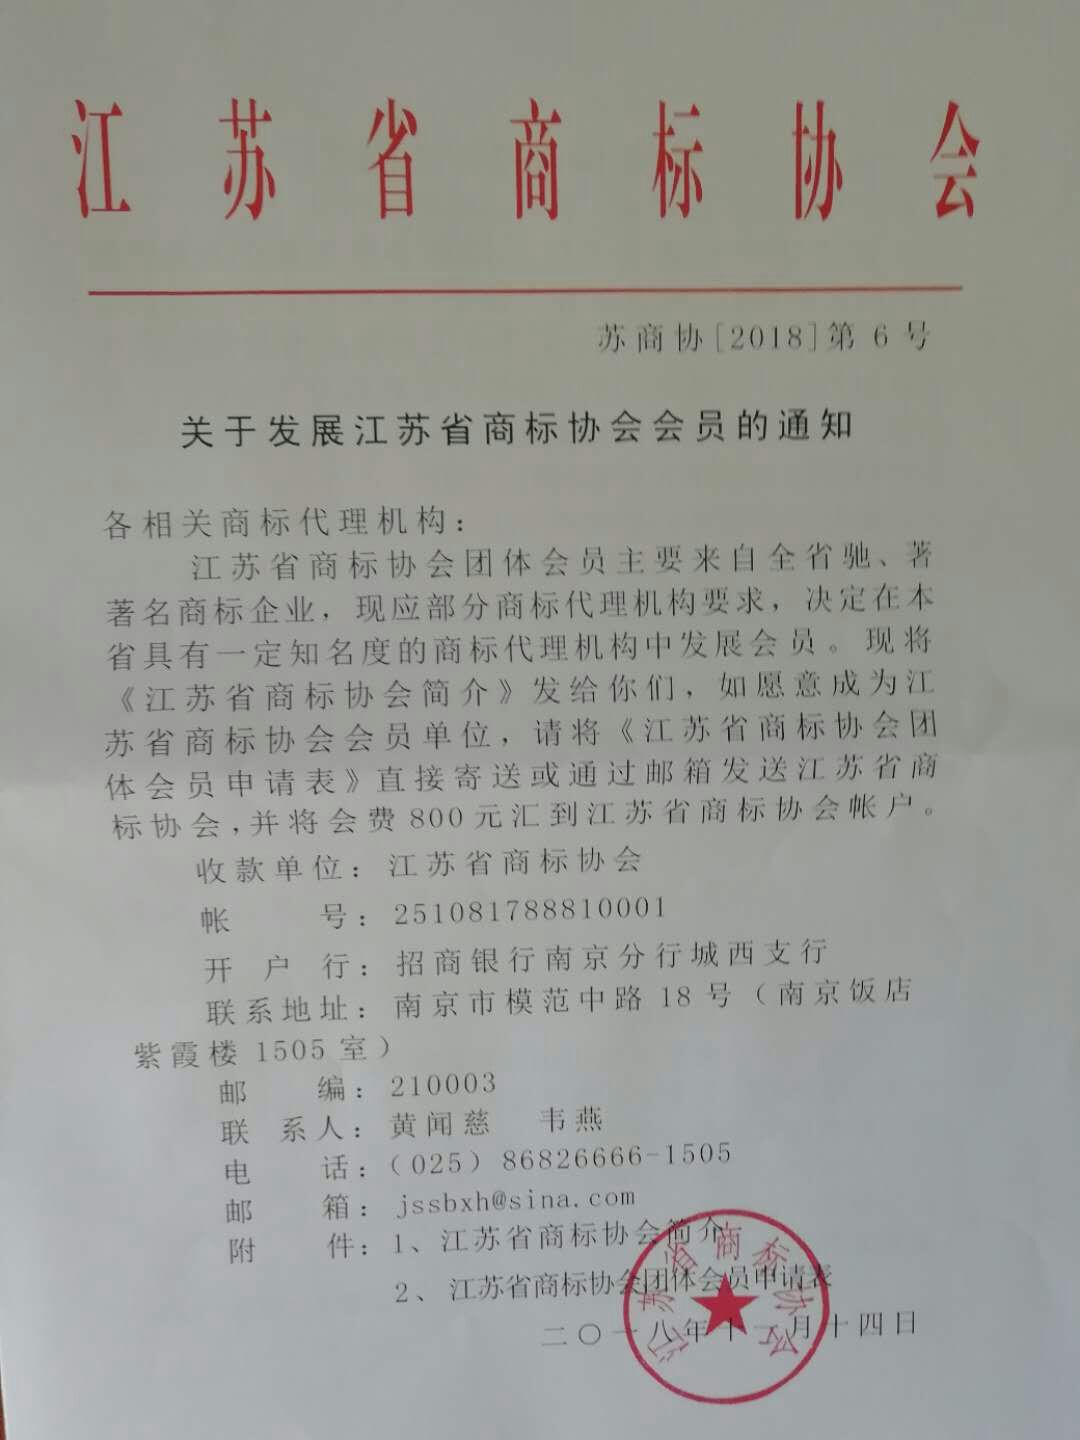 江苏省商标协会
苏商协[2018]第 6 号
关于发展江苏省商标协会会员的通知
各相关商标代理机构：
江苏省商标协会团体会员主要来自全省驰、著
著名商标企业，现应部分商标代理机构要求，决定在本
省具有一定知名度的商标代理机构中发展会员。现将
《江苏省商标协会简介》发给你们，如愿意成为江
苏省商标协会会员单位，请将《江苏省商标协会团
体会员申请表》直接寄送或通过邮箱发送江苏省商
标协会，并将会费 800 元汇到江苏省商标协会帐户。
收款单位：江苏省商标协会
帐 号：251081788810001
开 户 行：招商银行南京分行城西支行
联系地址：南京市模范中路 18 号（南京饭店
紫霞楼 1505 室）
邮 编：210003
联 系人：黄闻慈 韦燕
电 话：（025）86826666-1505
邮 箱：jssbxh@sina.com
附 件：1、江苏省商标协会简介
2、江苏省商标协会团体会员申请表
二〇一八年十一月十四日
江苏省商标协会